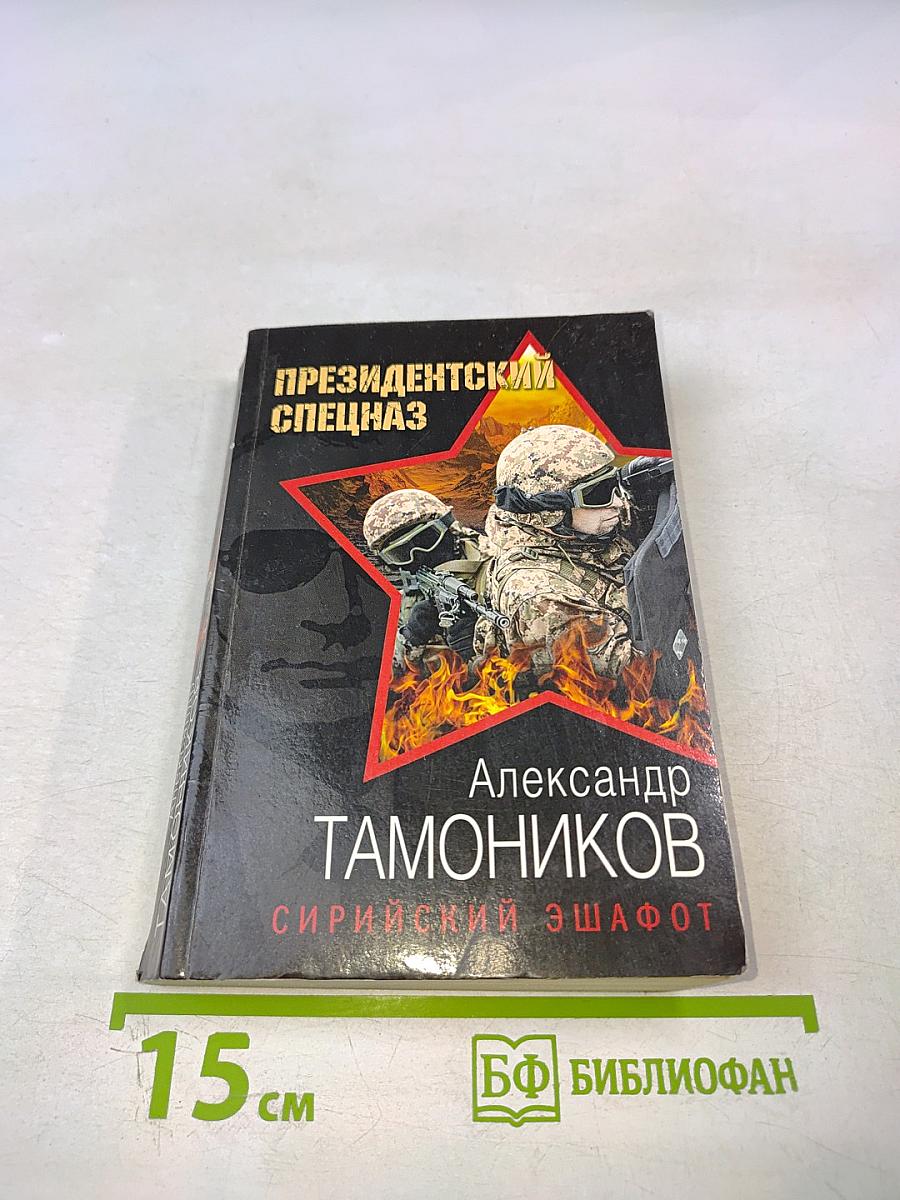 ПРЕЗИДЕНТСКИЙ
СПЕЦНАЗ
Александр
ТАМОНИКОВ
СИРИЙСКИЙ ЭШАФОТ
15 см
БФ БИБЛИОФАН